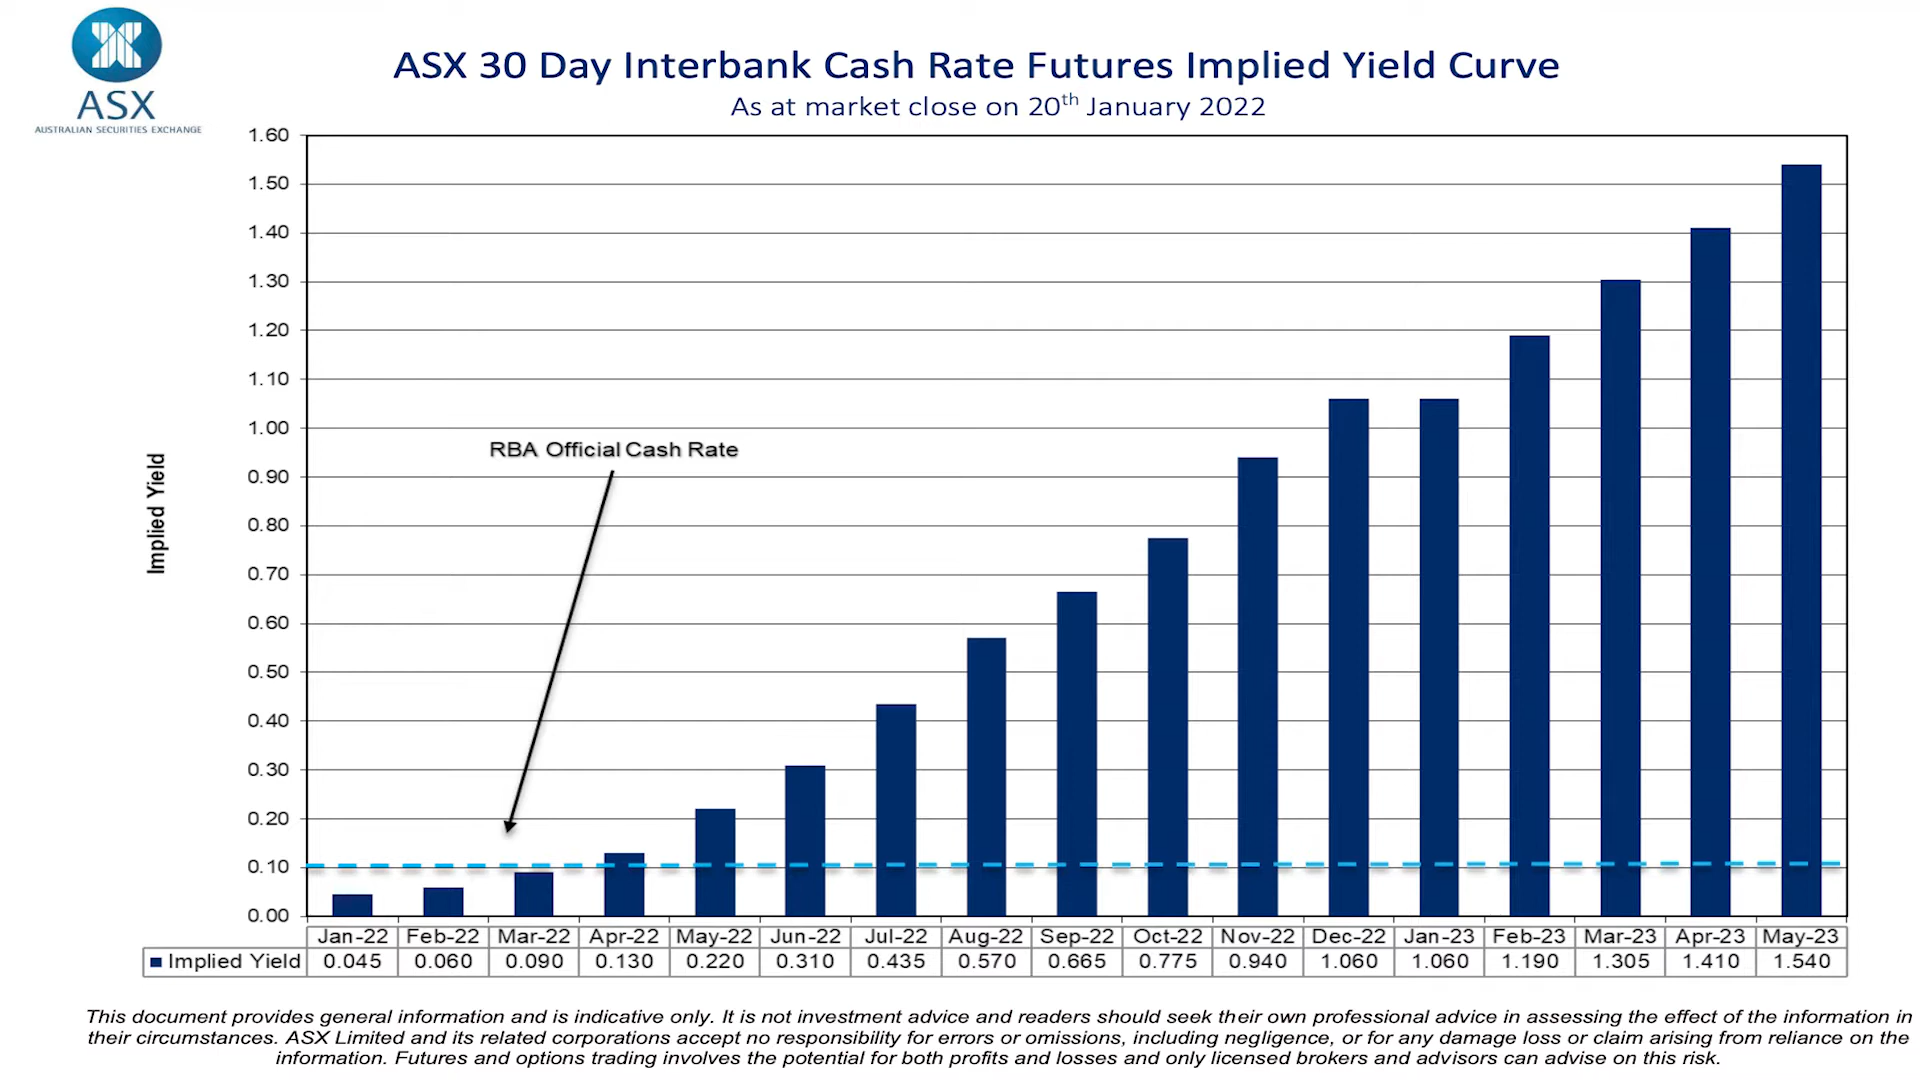 ASX
AUSTRALIAN SECURITIES EXCHANGE
ASX 30 Day Interbank Cash Rate Futures Implied Yield Curve
As at market close on 20th January 2022
1.60
1.50
1.40
1.30
1.20
1.10
1.00
0.90
0.80
0.70
0.60
0.50
0.40
0.30
0.20
0.10
0.00
Implied Yield
RBA Official Cash Rate
Jan-22 Feb-22 Mar-22 Apr-22 May-22 Jun-22 Jul-22 Aug-22 Sep-22 Oct-22 Nov-22 Dec-22 Jan-23 Feb-23 Mar-23 Apr-23 May-23
Implied Yield 0.045 0.060 0.090 0.130 0.220 0.310 0.435 0.570 0.665 0.775 0.940 1.060 1.060 1.190 1.305 1.410 1.540
This document provides general information and is indicative only. It is not investment advice and readers should seek their own professional advice in assessing the effect of the information in
their circumstances. ASX Limited and its related corporations accept no responsibility for errors or omissions, including negligence, or for any damage loss or claim arising from reliance on the
information. Futures and options trading involves the potential for both profits and losses and only licensed brokers and advisors can advise on this risk.